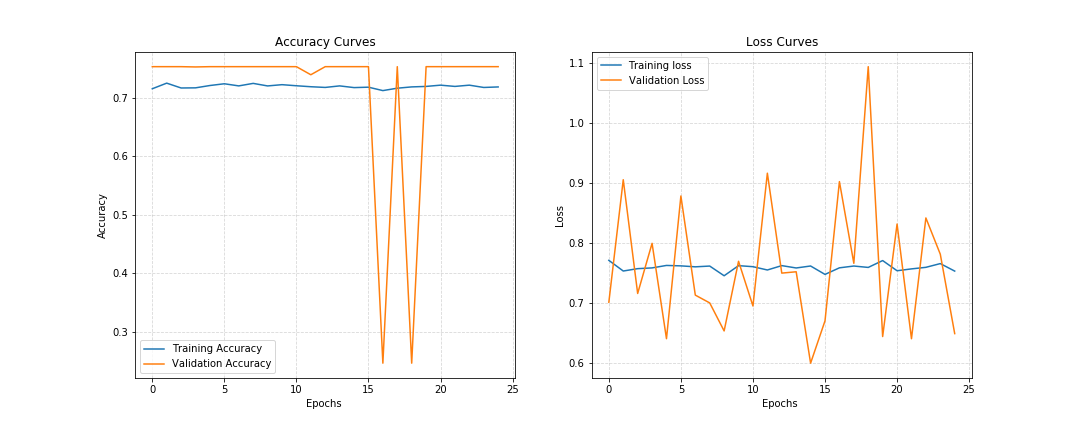 Accuracy Curves
Accuracy
0.7
0.6
0.5
0.4
0.3
Training Accuracy
Validation Accuracy
0 5 10 15 20 25
Epochs
Loss Curves
Loss
1.1
1.0
0.9
0.8
0.7
0.6
Training loss
Validation Loss
0 5 10 15 20 25
Epochs